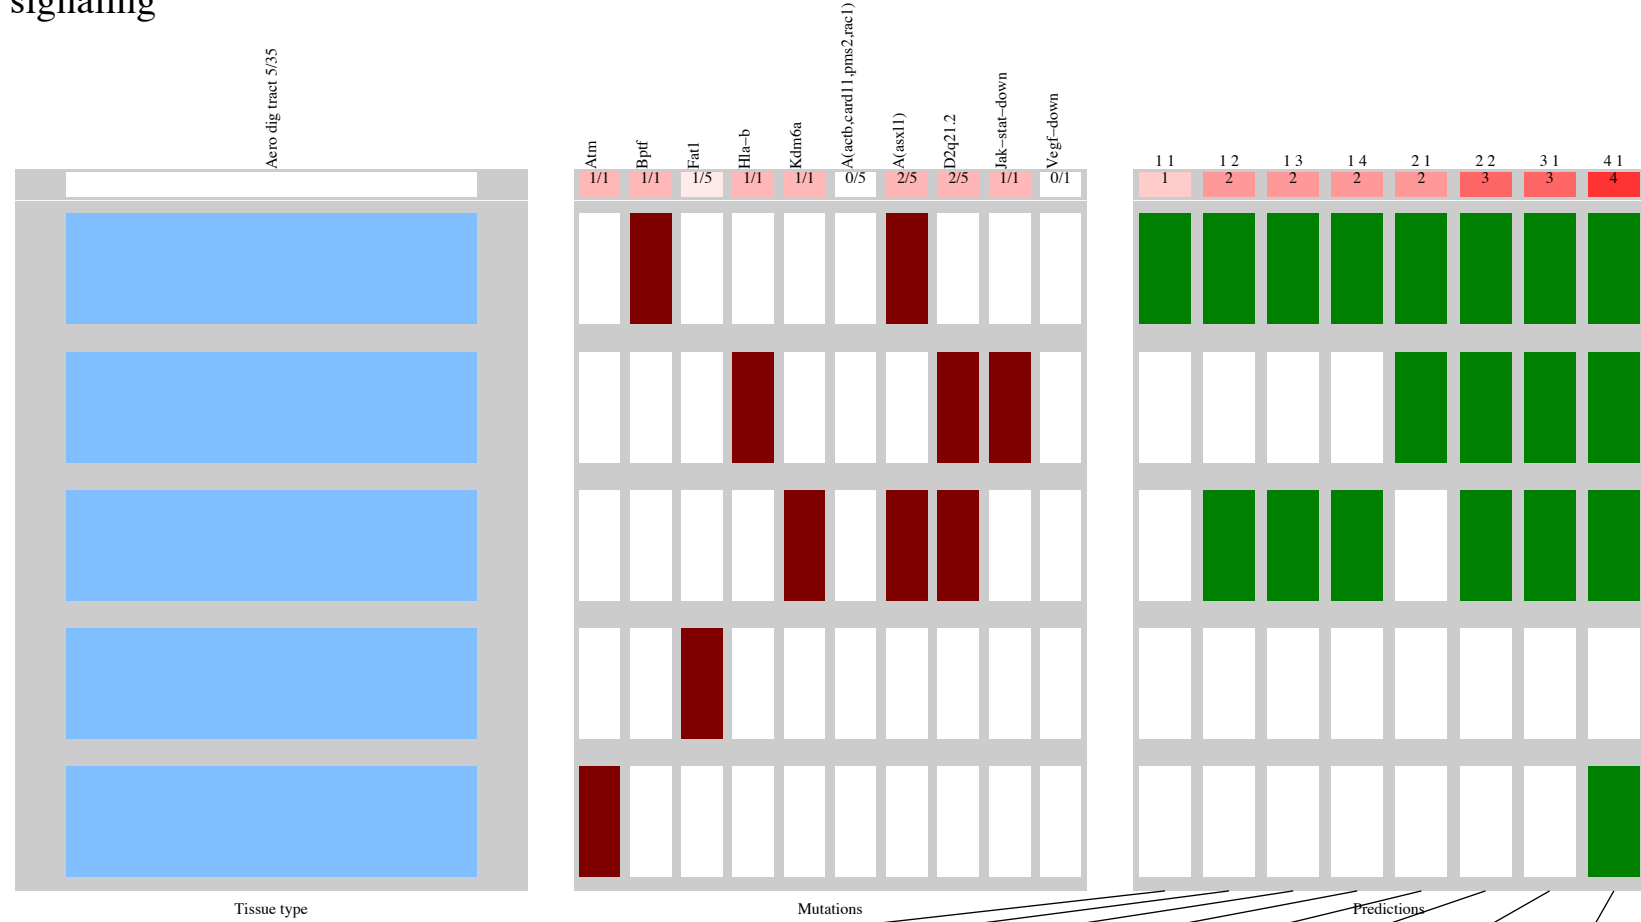 signaling
Aero dig tract 5/35
Atm
Bptf
Fat1
Hla−b
Kdm6a
A(actb,card11,pms2,rac1)
A(asxl1)
D2q21.2
Jak−stat−down
Vegf−down
1 1
1 2
1 3
1 4
2 1
2 2
3 1
4 1
1/1 1/1 1/5 1/1 1/1 0/5 2/5 2/5 1/1 0/1
1 2 2 2 2 3 3 4
Tissue type
Mutations
Predictions